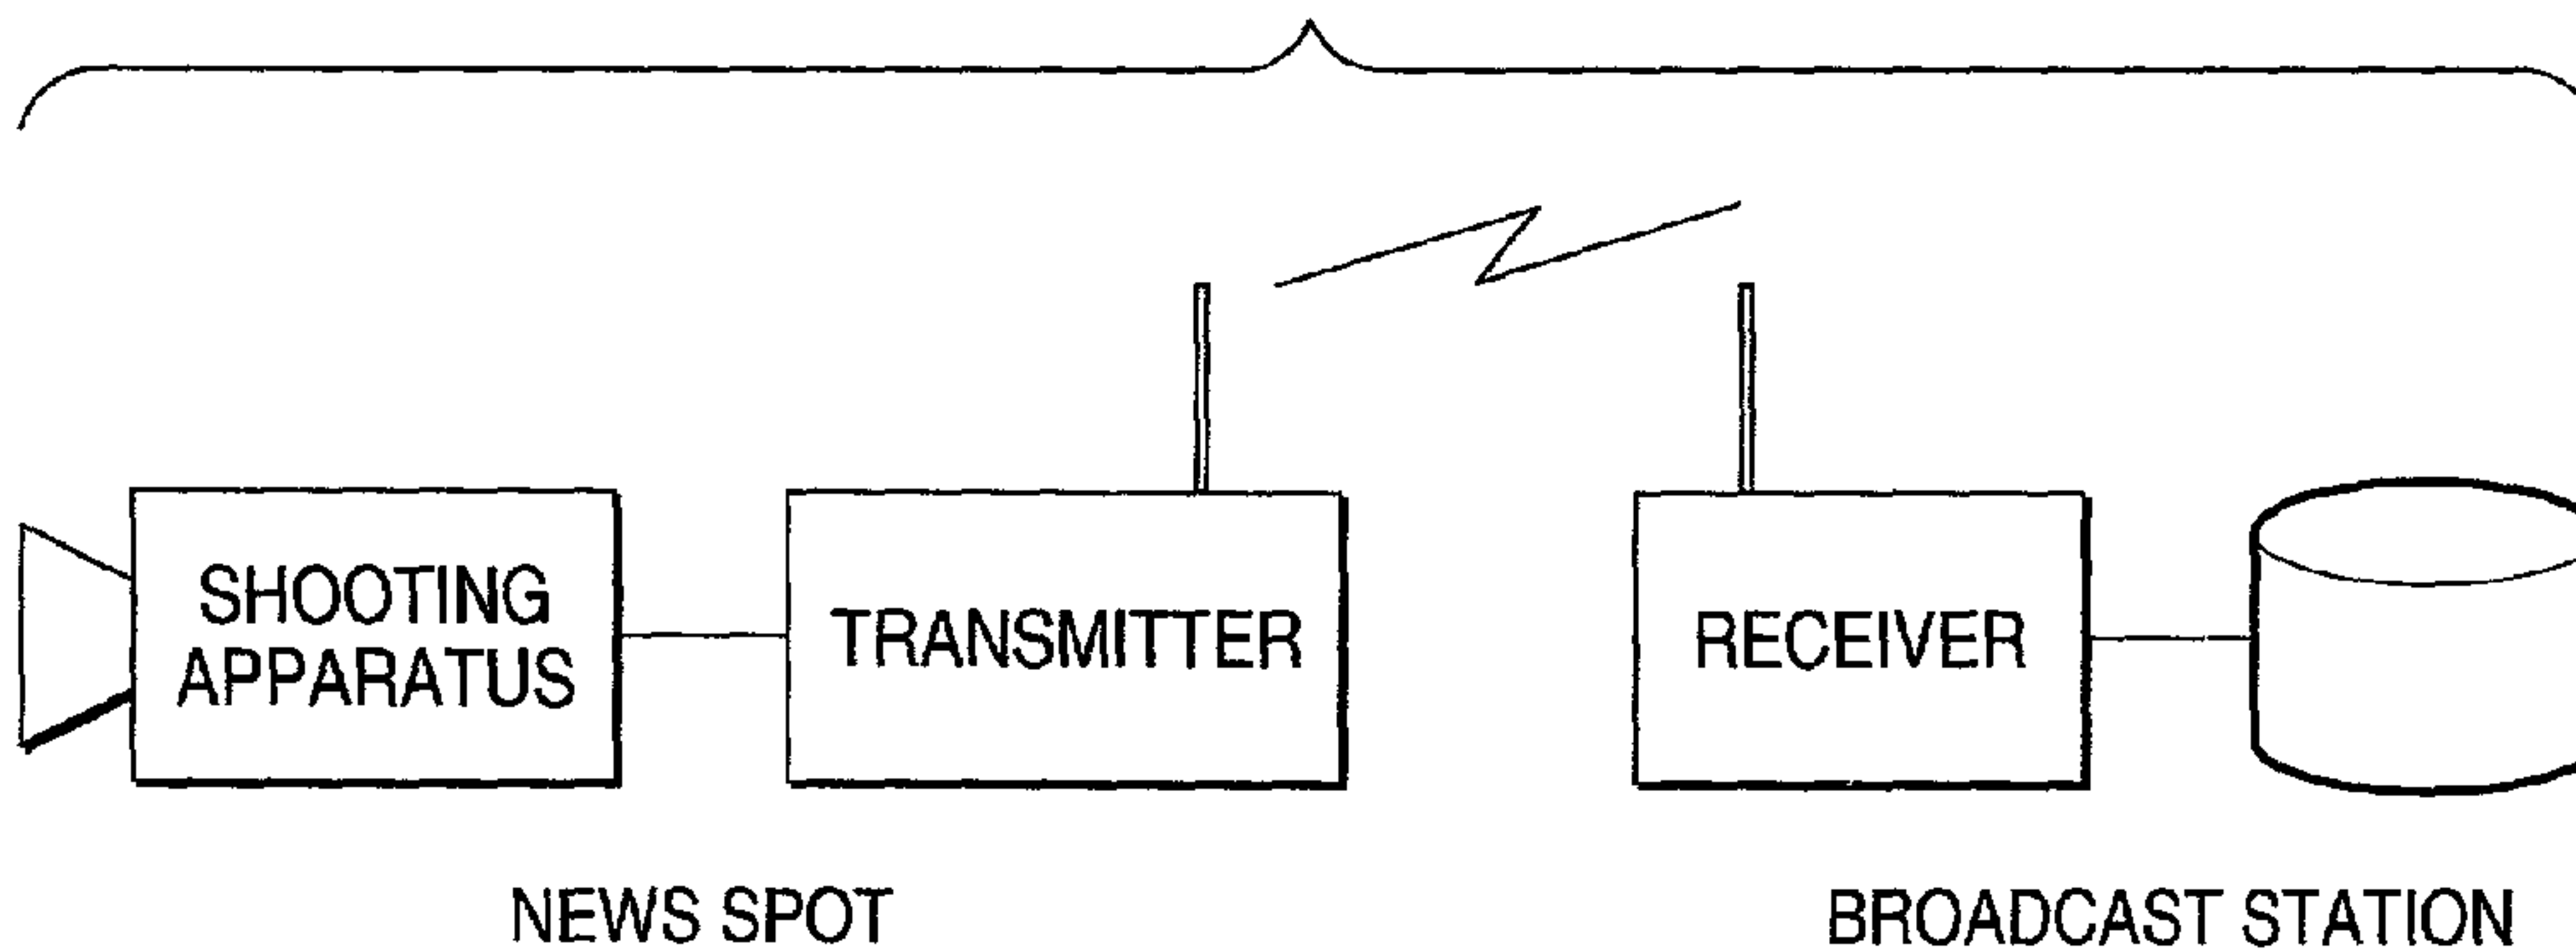 SHOOTING
APPARATUS
TRANSMITTER
RECEIVER
NEWS SPOT
BROADCAST STATION